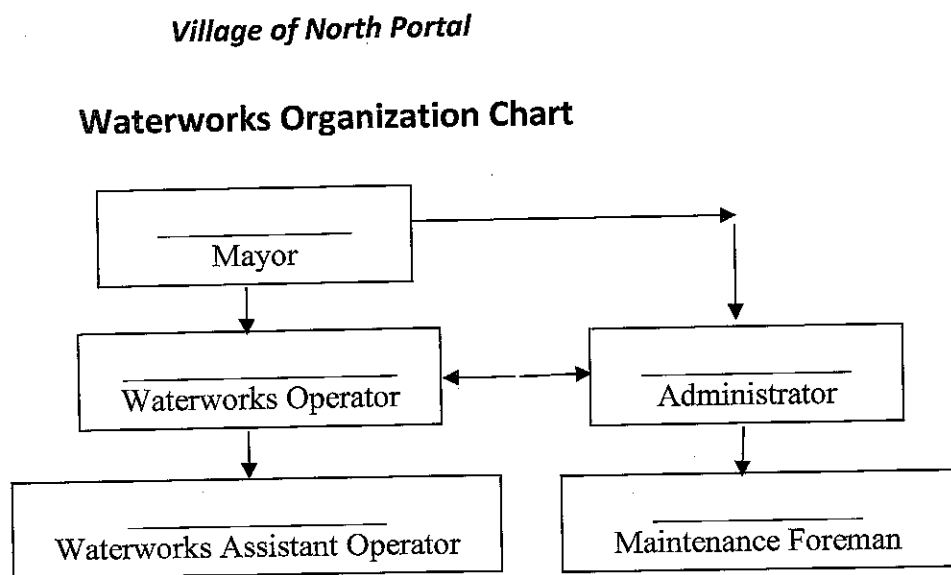 Village of North Portal
Waterworks Organization Chart
Mayor
Waterworks Operator
Administrator
Waterworks Assistant Operator
Maintenance Foreman